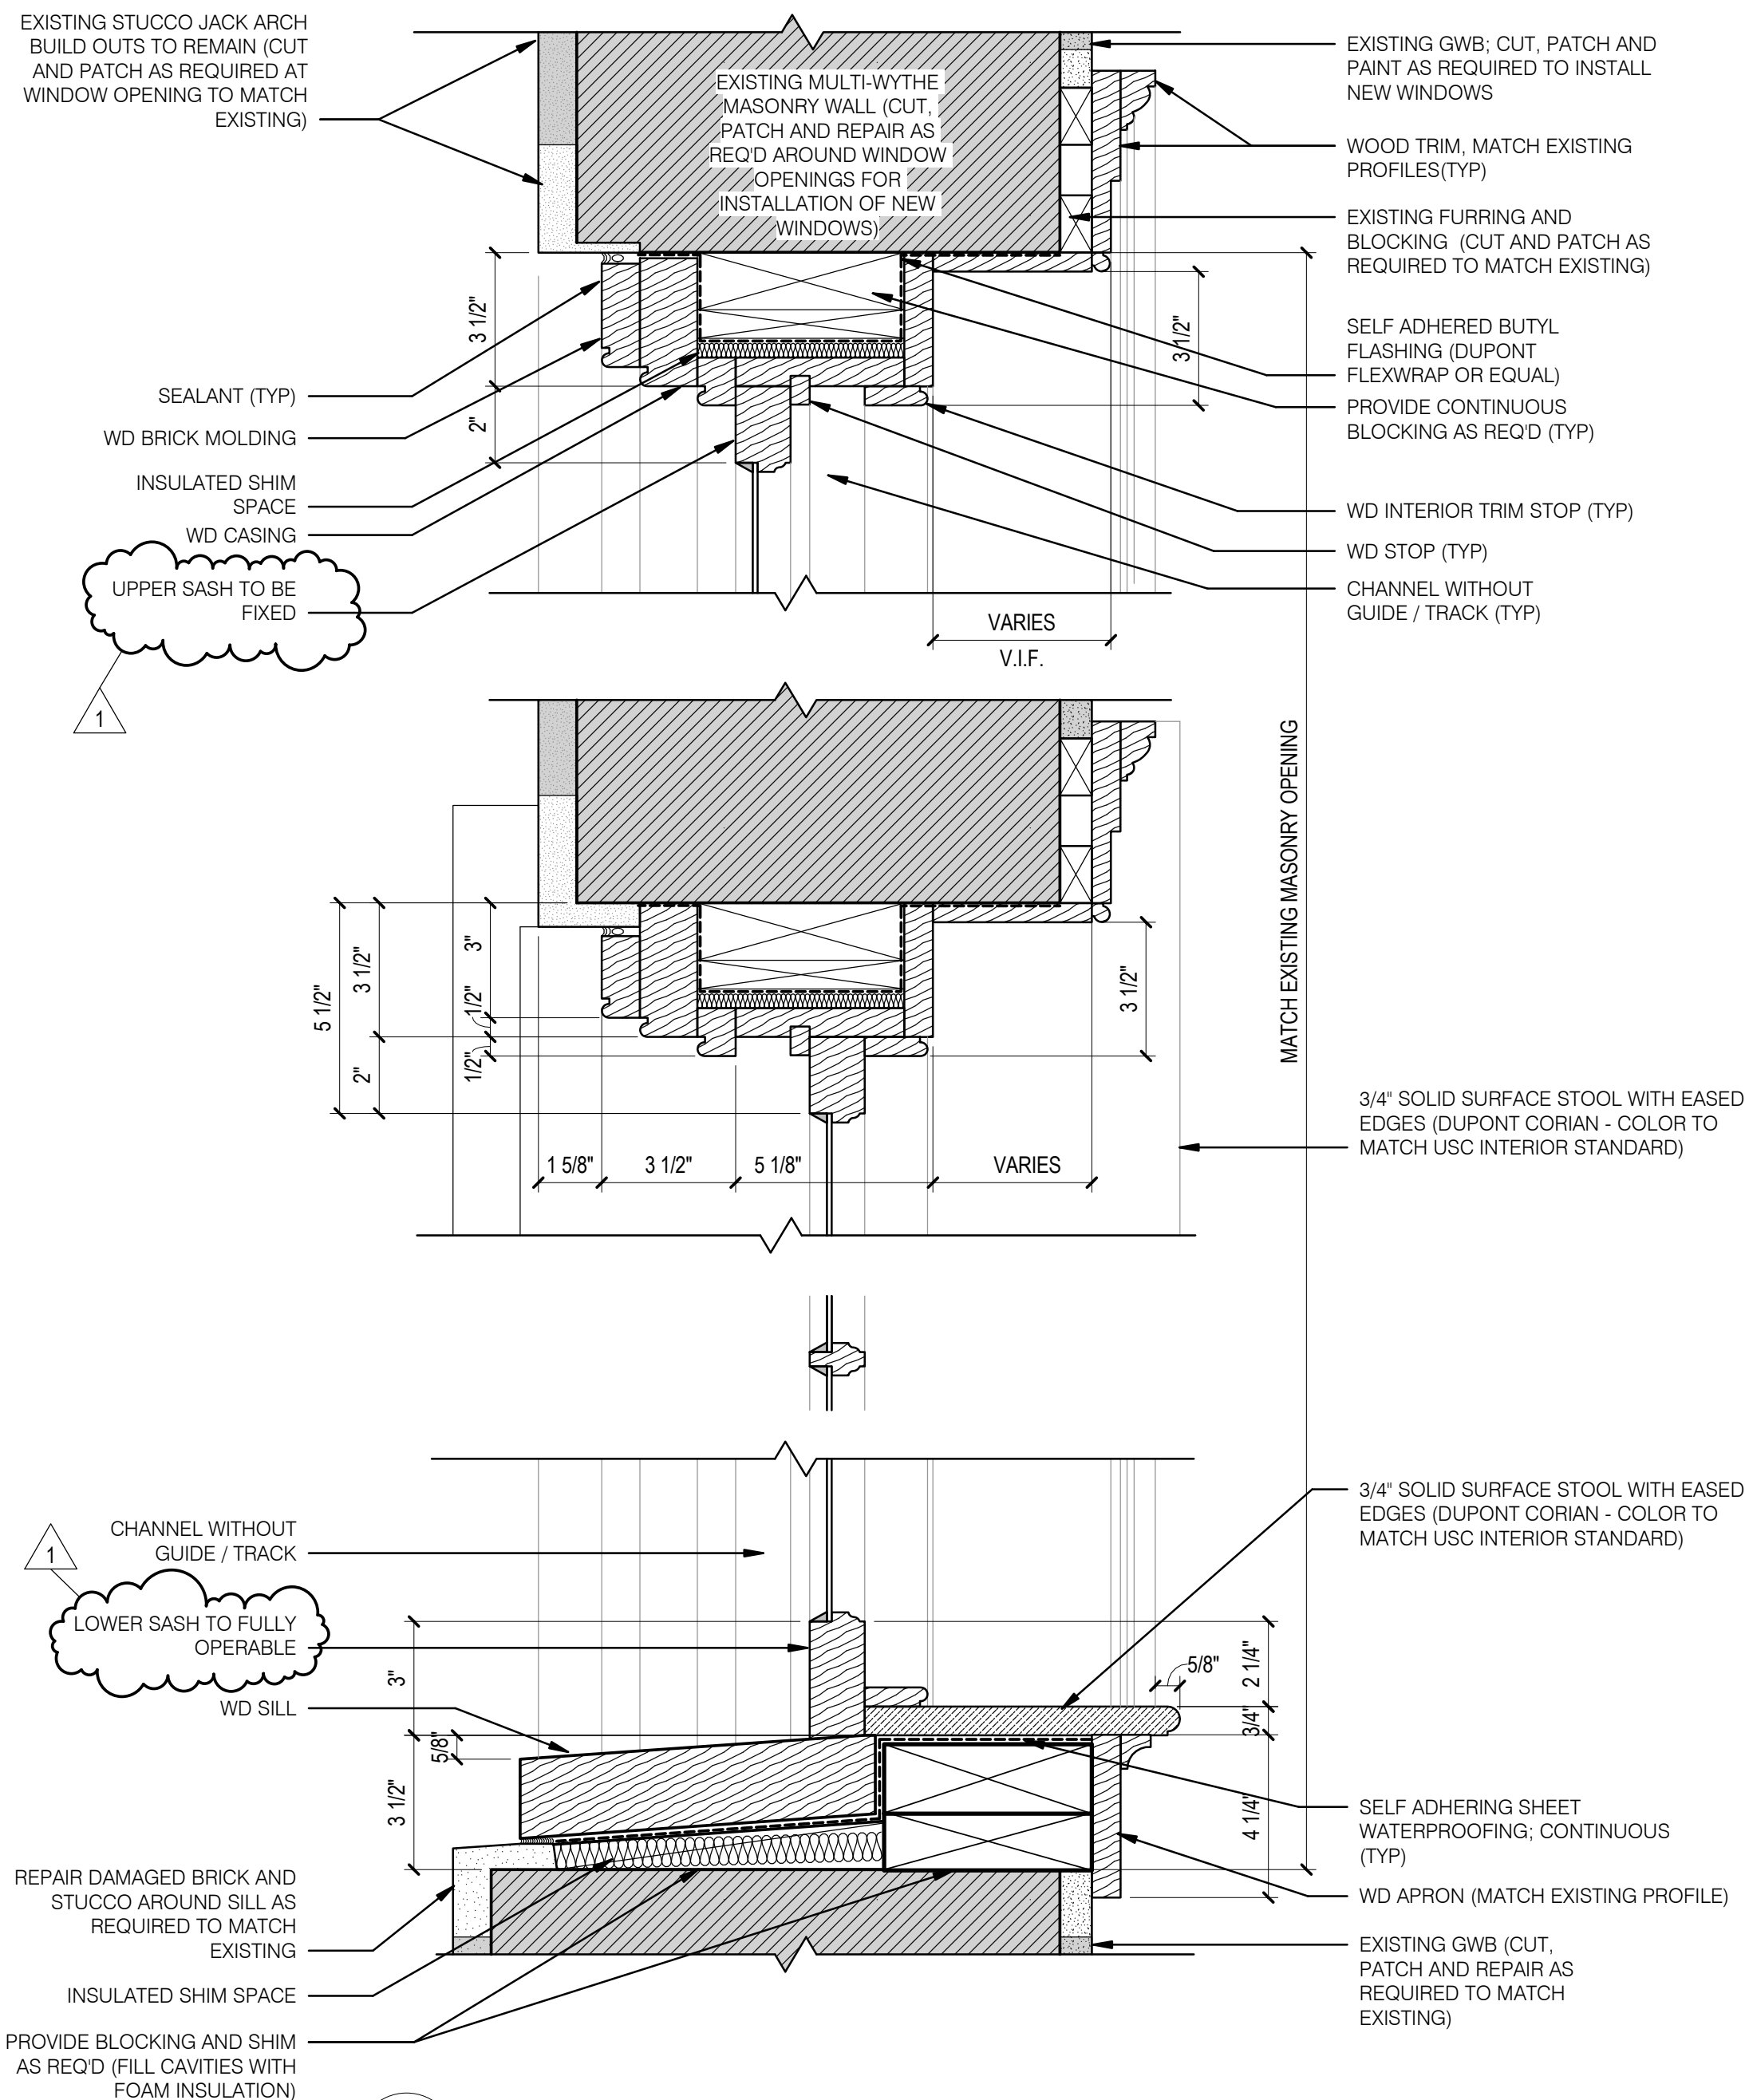 EXISTING STUCCO JACK ARCH
BUILD OUTS TO REMAIN (CUT
AND PATCH AS REQUIRED AT
WINDOW OPENING TO MATCH
EXISTING)
EXISTING MULTI-WYTHE
MASONRY WALL (CUT,
PATCH AND REPAIR AS
REQ'D AROUND WINDOW
OPENINGS FOR
INSTALLATION OF NEW
WINDOWS)
EXISTING GWB; CUT, PATCH AND
PAINT AS REQUIRED TO INSTALL
NEW WINDOWS
WOOD TRIM, MATCH EXISTING
PROFILES(TYP)
EXISTING FURRING AND
BLOCKING (CUT AND PATCH AS
REQUIRED TO MATCH EXISTING)
SELF ADHERED BUTYL
FLASHING (DUPONT
FLEXWRAP OR EQUAL)
PROVIDE CONTINUOUS
BLOCKING AS REQ'D (TYP)
WD INTERIOR TRIM STOP (TYP)
WD STOP (TYP)
CHANNEL WITHOUT
GUIDE / TRACK (TYP)
3 1/2"
2"
3 1/2"
SEALANT (TYP)
WD BRICK MOLDING
INSULATED SHIM
SPACE
WD CASING
UPPER SASH TO BE
FIXED
1
VARIES
V.I.F.
MATCH EXISTING MASONRY OPENING
5 1/2"
3 1/2"
2"
3"
1/2"
1/2"
3 1/2"
1 5/8"
3 1/2"
5 1/8"
VARIES
3/4" SOLID SURFACE STOOL WITH EASED
EDGES (DUPONT CORIAN - COLOR TO
MATCH USC INTERIOR STANDARD)
3/4" SOLID SURFACE STOOL WITH EASED
EDGES (DUPONT CORIAN - COLOR TO
MATCH USC INTERIOR STANDARD)
CHANNEL WITHOUT
GUIDE / TRACK
1
LOWER SASH TO FULLY
OPERABLE
WD SILL
3"
5/8"
3 1/2"
5/8"
2 1/4"
3/4"
4 1/4"
SELF ADHERING SHEET
WATERPROOFING; CONTINUOUS
(TYP)
WD APRON (MATCH EXISTING PROFILE)
EXISTING GWB (CUT,
PATCH AND REPAIR AS
REQUIRED TO MATCH
EXISTING)
REPAIR DAMAGED BRICK AND
STUCCO AROUND SILL AS
REQUIRED TO MATCH
EXISTING
INSULATED SHIM SPACE
PROVIDE BLOCKING AND SHIM
AS REQ'D (FILL CAVITIES WITH
FOAM INSULATION)